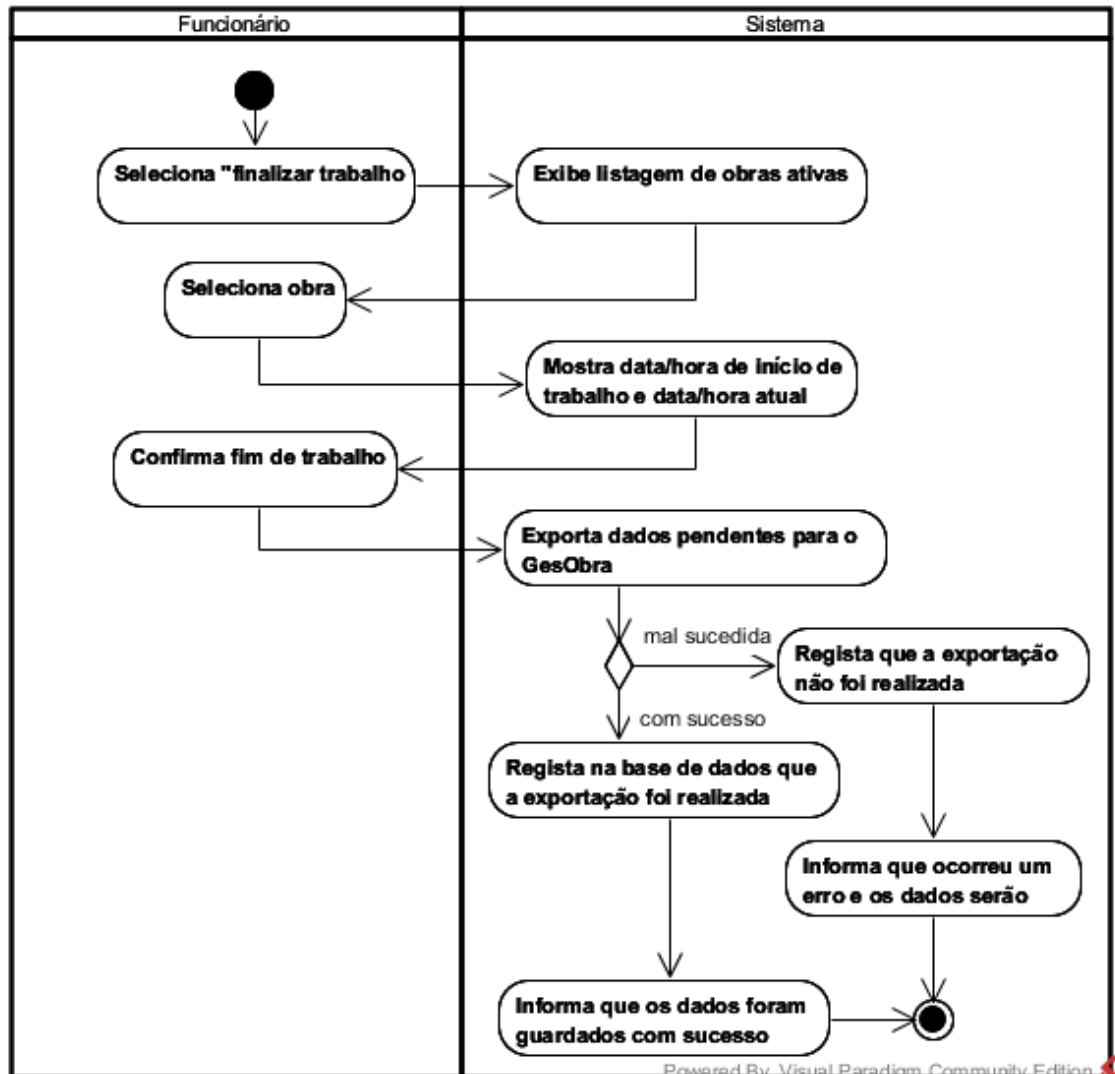 Funcionário
Sistema
Seleciona "finalizar trabalho
Exibe listagem de obras ativas
Seleciona obra
Mostra data/hora de início de
trabalho e data/hora atual
Confirma fim de trabalho
Exporta dados pendentes para o
GesObra
mal sucedida
Regista que a exportação
não foi realizada
com sucesso
Regista na base de dados que
a exportação foi realizada
Informa que ocorreu um
erro e os dados serão
Informa que os dados foram
guardados com sucesso
Powered By Visual Paradigm Community Edition